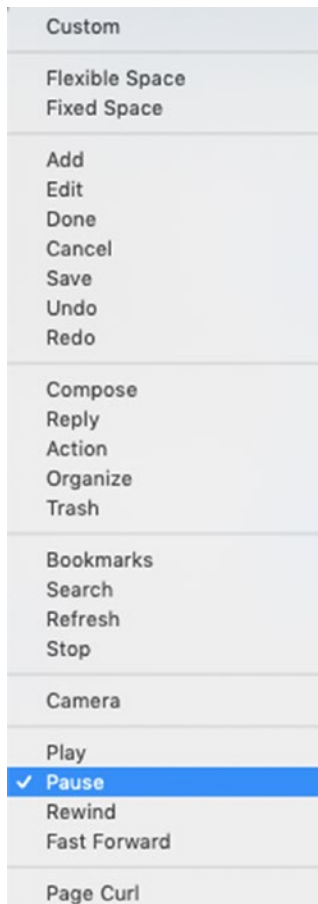 Custom
Flexible Space
Fixed Space
Add
Edit
Done
Cancel
Save
Undo
Redo
Compose
Reply
Action
Organize
Trash
Bookmarks
Search
Refresh
Stop
Camera
Play
✓ Pause
Rewind
Fast Forward
Page Curl